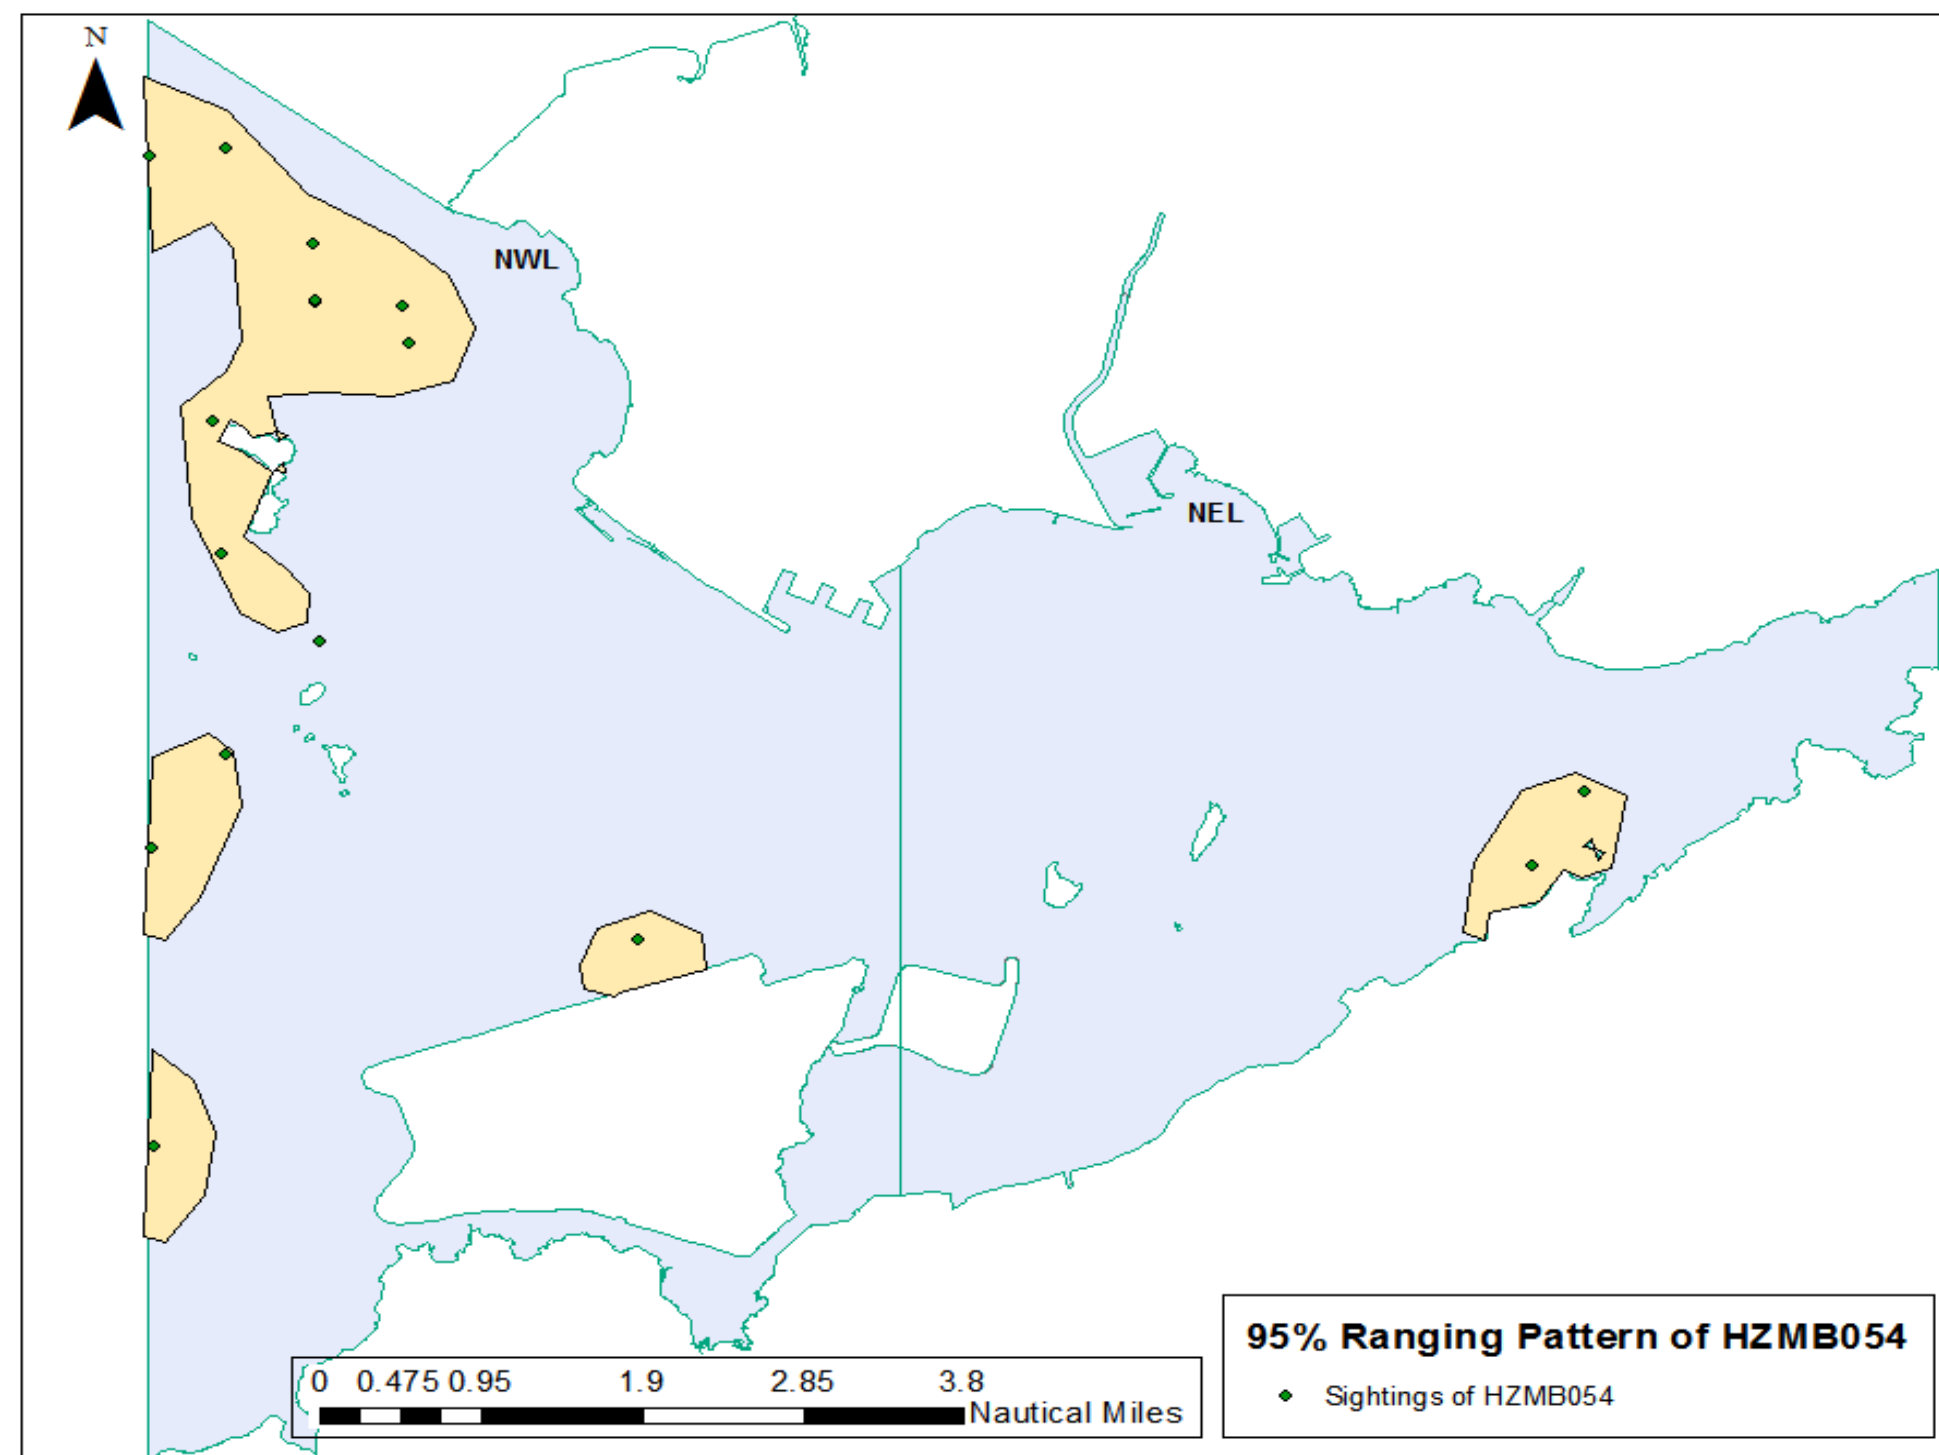 N
NWL
NEL
95% Ranging Pattern of HZMB054
Sightings of HZMB054
0 0.475 0.95 1.9 2.85 3.8
Nautical Miles